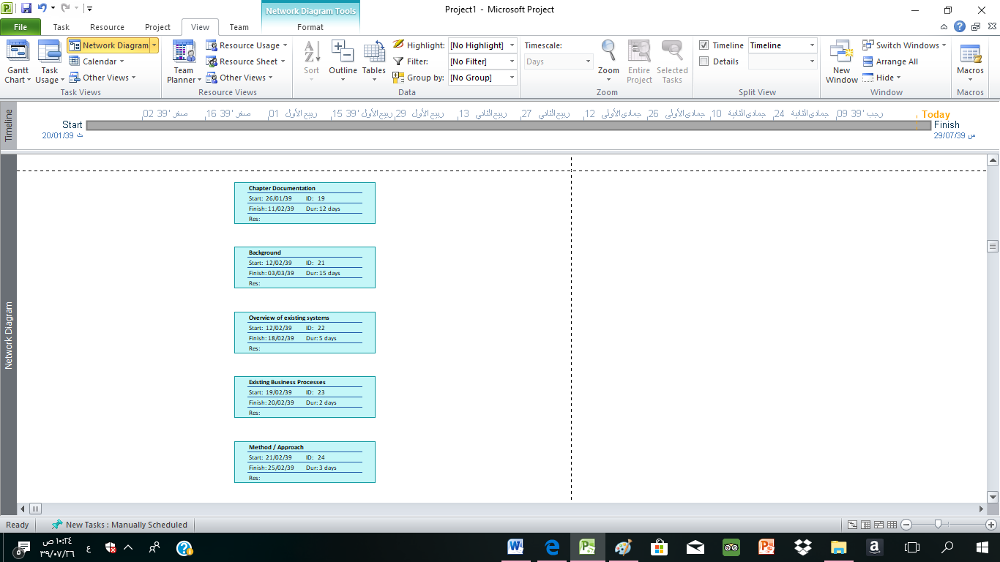 Project1 - Microsoft Project
Network Diagram Tools
File Task Resource Project View Team Format
Gantt Chart
Task Usage
Network Diagram
Calendar
Other Views
Task Views
Team Planner
Resource Usage
Resource Sheet
Other Views
Resource Views
Sort
Outline
Tables
Highlight: [No Highlight]
Filter: [No Filter]
Group by: [No Group]
Data
Zoom
Entire Project
Selected Tasks
Timescale:
Days
Zoom
Timeline Timeline
Details
Split View
New Window
Switch Windows
Arrange All
Hide
Window
Macros
Macros
Timeline
02 صفر '39
16 صفر '39
01 ربيع الأول
15 ربيع الأول '39
29 ربيع الأول
13 ربيع الثاني
27 ربيع الثاني
12 جمادى الأولى
26 جمادى الأولى
10 جمادى الثانية
24 جمادى الثانية
09 رجب '39
Today
Start
20/01/39 ث
Finish
29/07/39 س
Network Diagram
Chapter Documentation
Start: 26/01/39 ID: 19
Finish: 11/02/39 Dur: 12 days
Res:
Background
Start: 12/02/39 ID: 21
Finish: 03/03/39 Dur: 15 days
Res:
Overview of existing systems
Start: 12/02/39 ID: 22
Finish: 18/02/39 Dur: 5 days
Res:
Existing Business Processes
Start: 19/02/39 ID: 23
Finish: 20/02/39 Dur: 2 days
Res:
Method / Approach
Start: 21/02/39 ID: 24
Finish: 25/02/39 Dur: 3 days
Res:
Ready New Tasks : Manually Scheduled
١٠:٢٤ ص
٣٩/٠٧/٢٦
ع